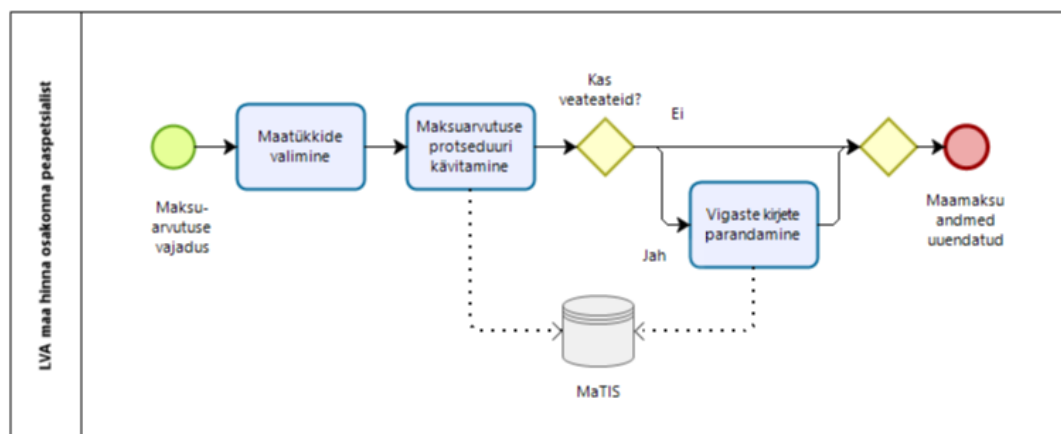 LVA maa hinna osakonna peaspetsialist
Maksu-
arvutuse
vajadus
Maatükkide
valimine
Maksuarvutuse
protseduuri
kävitamine
Kas
veateateid?
Ei
Jah
Vigaste kirjete
parandamine
MaTIS
Maamaksu
andmed
uuendatud